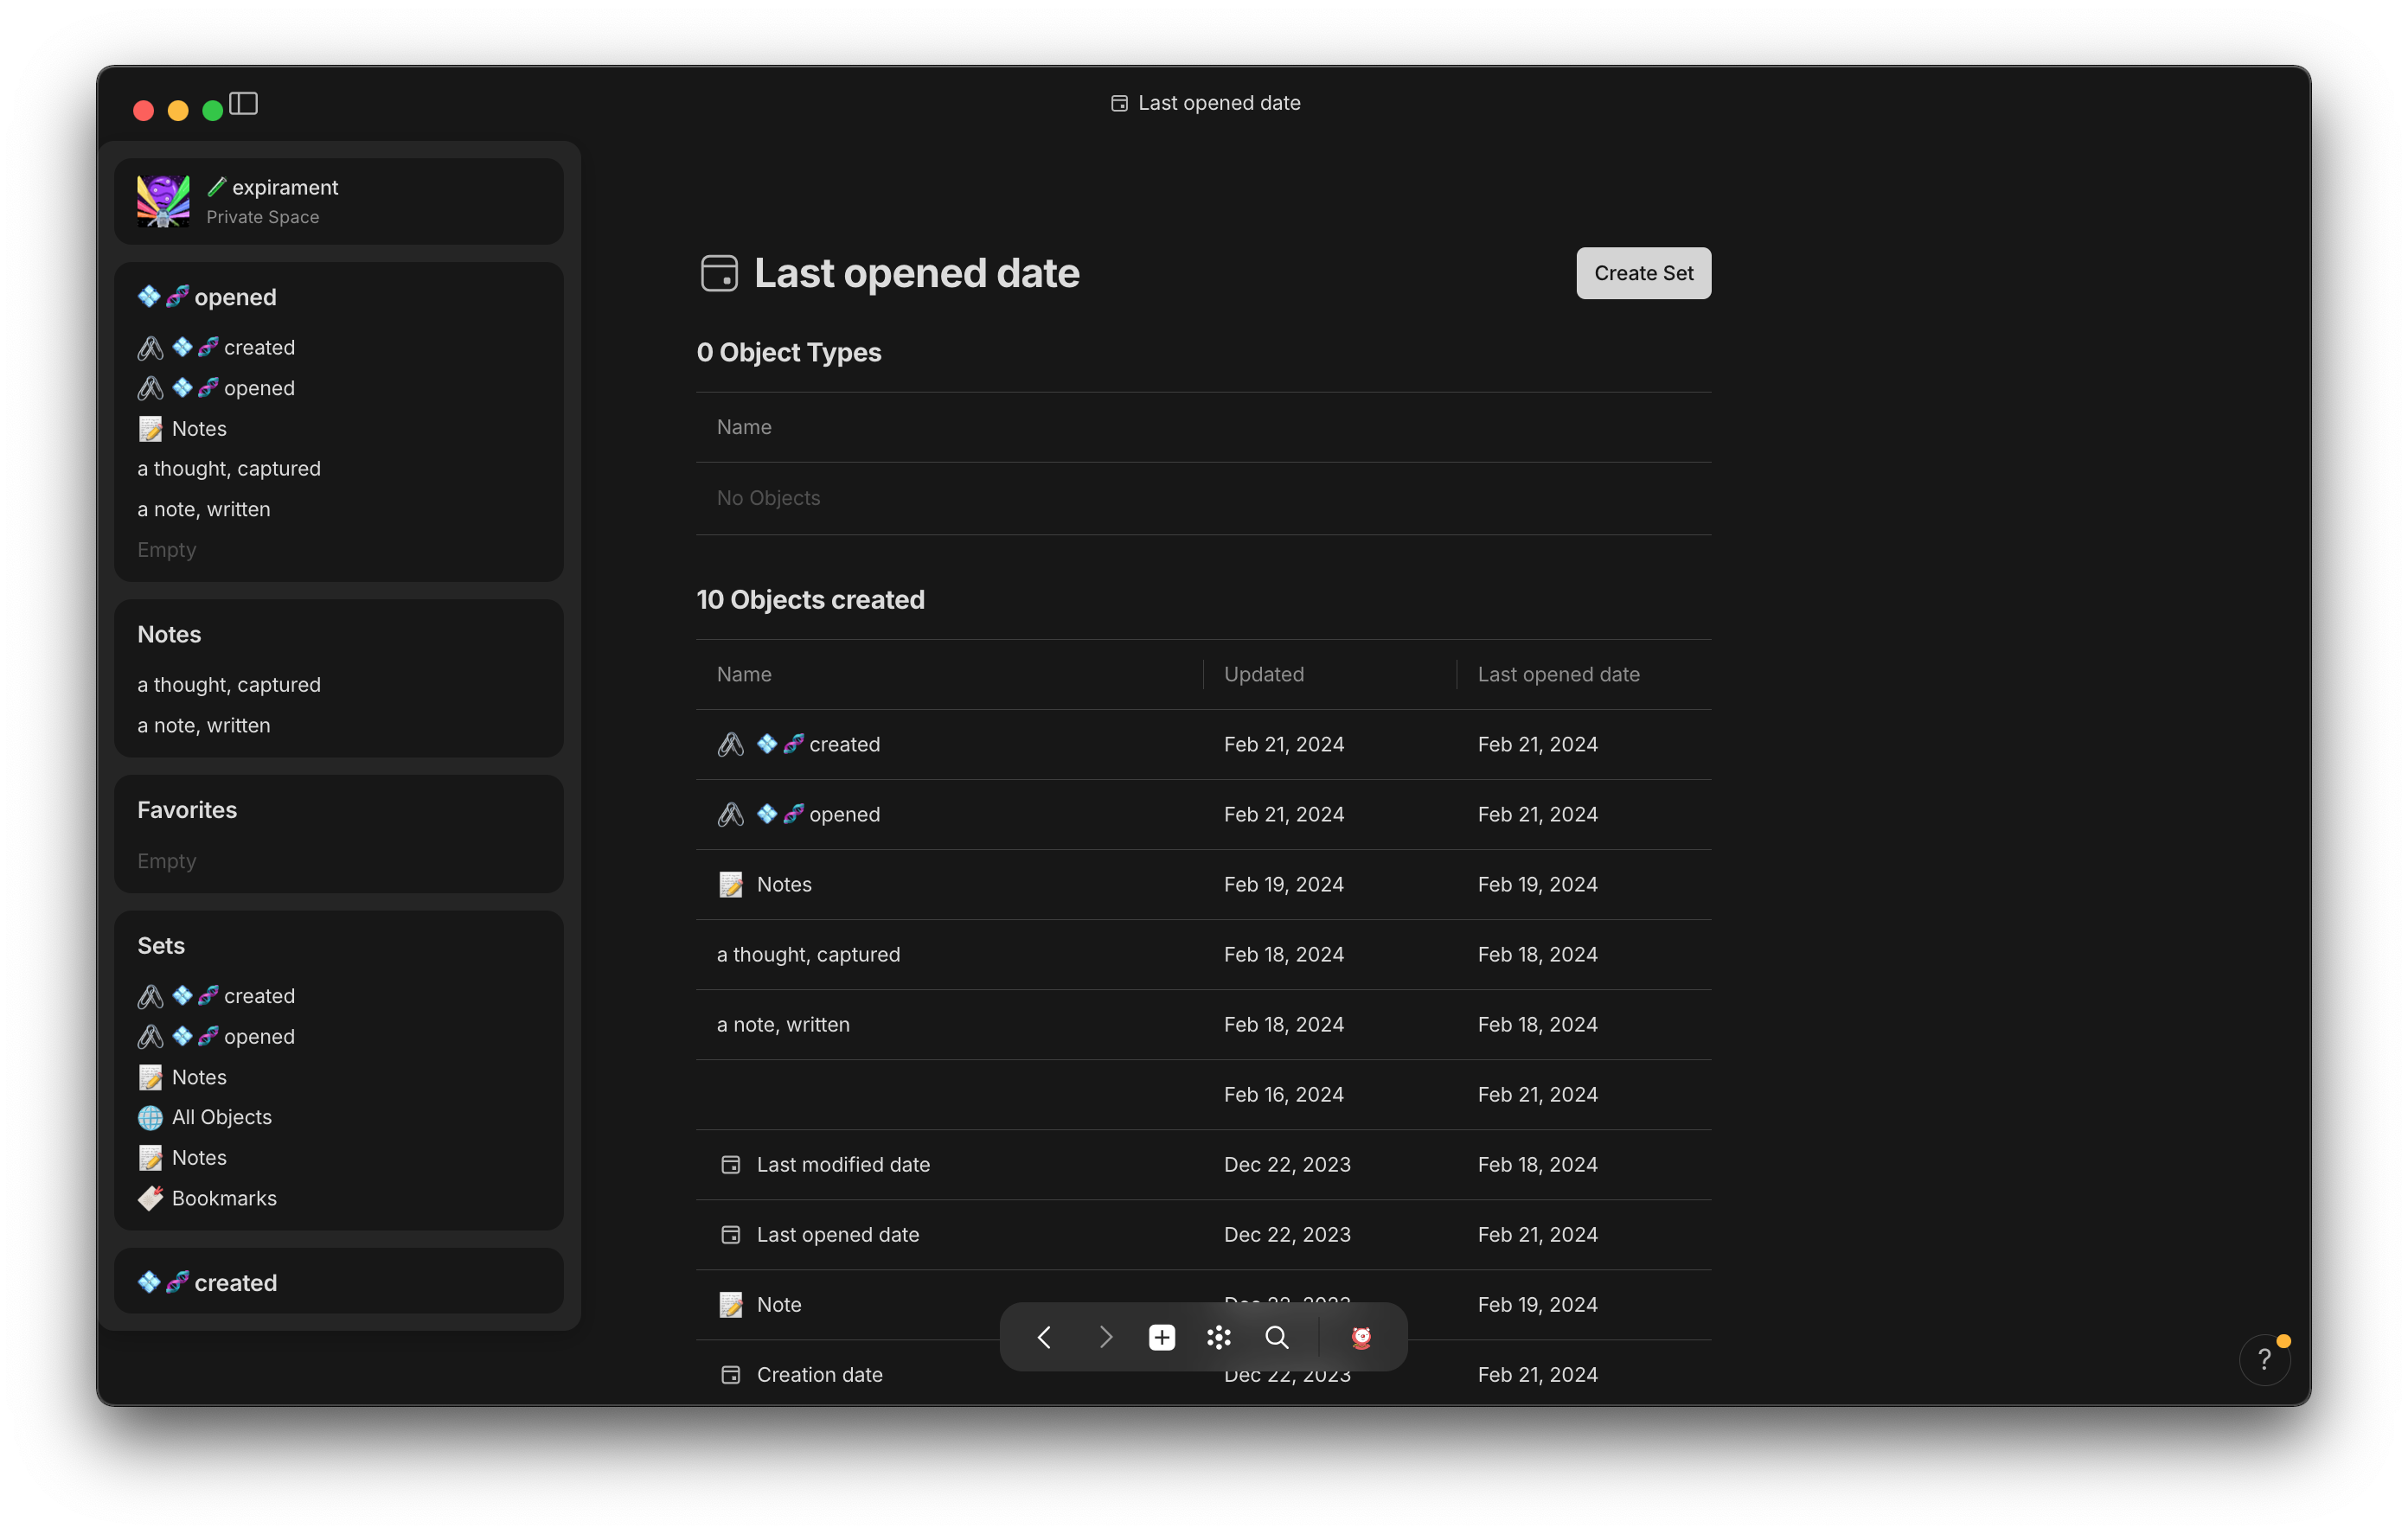 Last opened date
expirament
Private Space
opened
created
opened
Notes
a thought, captured
a note, written
Empty
Notes
a thought, captured
a note, written
Favorites
Empty
Sets
created
opened
Notes
All Objects
Notes
Bookmarks
created
Last opened date
Create Set
0 Object Types
Name
No Objects
10 Objects created
Name Updated Last opened date
created Feb 21, 2024 Feb 21, 2024
opened Feb 21, 2024 Feb 21, 2024
Notes Feb 19, 2024 Feb 19, 2024
a thought, captured Feb 18, 2024 Feb 18, 2024
a note, written Feb 18, 2024 Feb 18, 2024
Feb 16, 2024 Feb 21, 2024
Last modified date Dec 22, 2023 Feb 18, 2024
Last opened date Dec 22, 2023 Feb 21, 2024
Note Dec 22, 2023 Feb 19, 2024
Creation date Dec 22, 2023 Feb 21, 2024
?